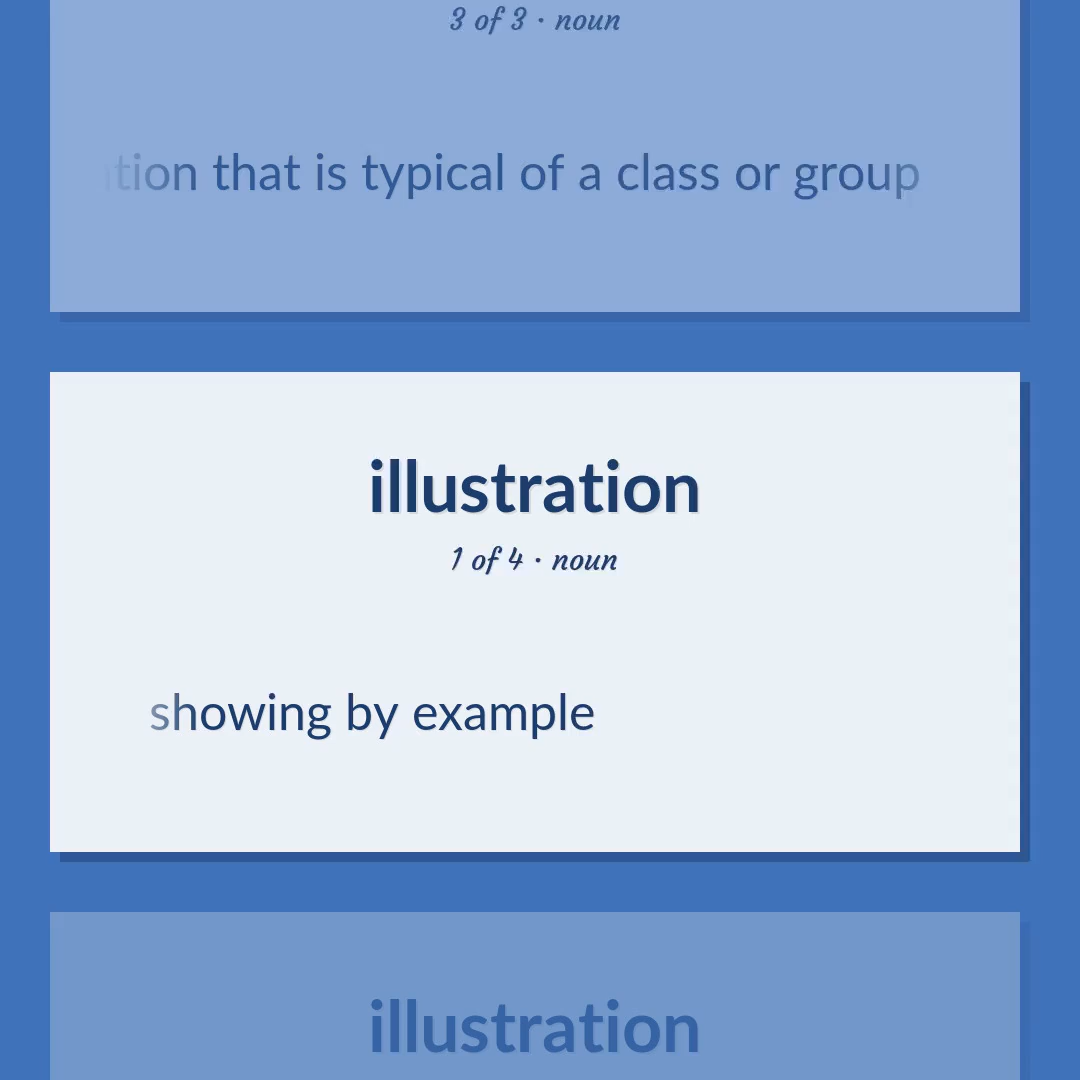 3 of 3 · noun
tion that is typical of a class or group
illustration
1 of 4 · noun
showing by example
illustration